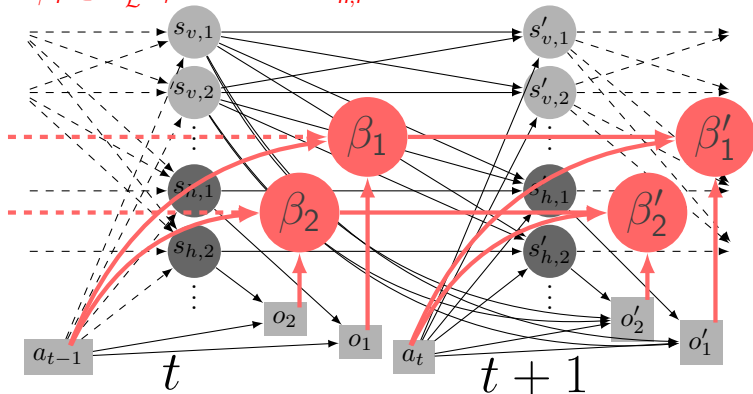 s_{v,1} s'_{v,1}
s_{v,2} s'_{v,2}
β_1 β'_1
s_{h,1} s'_{h,1}
β_2 β'_2
s_{h,2} s'_{h,2}
o_2 o'_2
o_1 o'_1
a_{t−1} t a_t t + 1